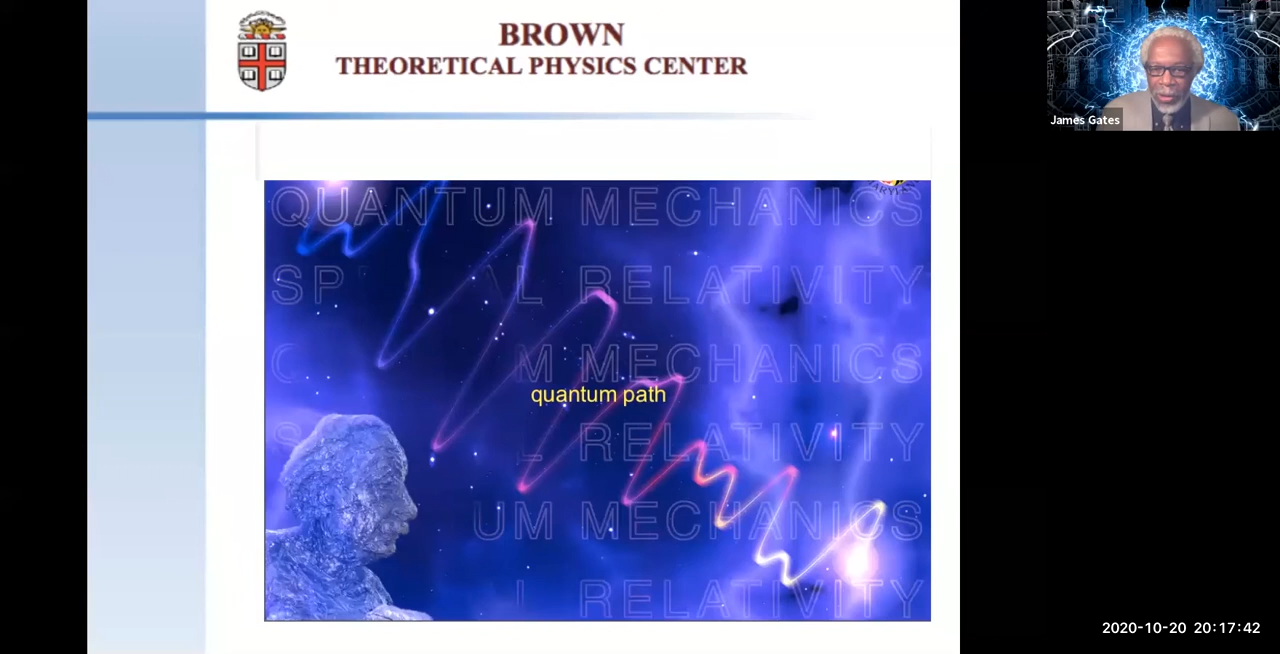 BROWN
THEORETICAL PHYSICS CENTER
James Gates
QUANTUM MECHANICS
SP L RELATIVITY
M MECHANICS
quantum path
L RELATIVITY
UM MECHANICS
L RELATIVITY
2020-10-20 20:17:42